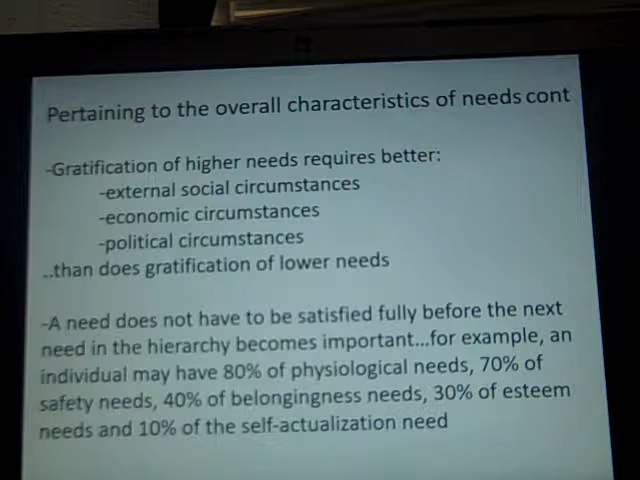 Pertaining to the overall characteristics of needs cont
-Gratification of higher needs requires better:
-external social circumstances
-economic circumstances
-political circumstances
...than does gratification of lower needs
-A need does not have to be satisfied fully before the next
need in the hierarchy becomes important...for example, an
individual may have 80% of physiological needs, 70% of
safety needs, 40% of belongingness needs, 30% of esteem
needs and 10% of the self-actualization need